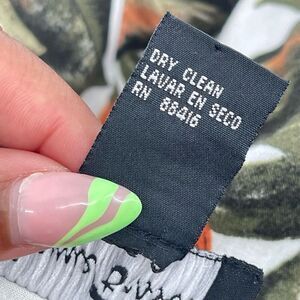 DRY CLEAN
LAVAR EN SECO
RN 88416